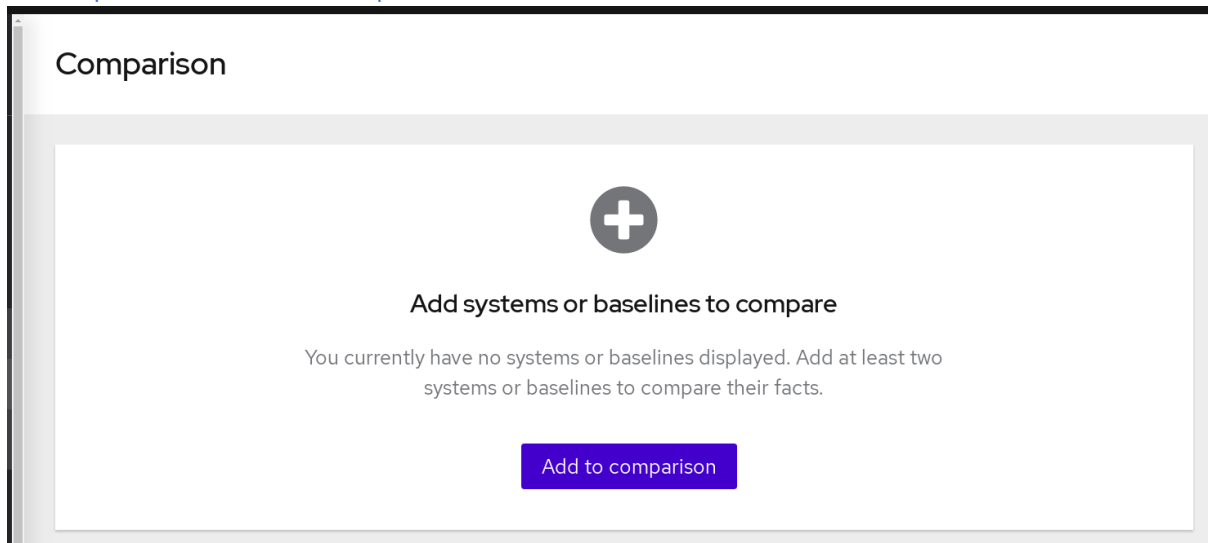 Comparison
Add systems or baselines to compare
You currently have no systems or baselines displayed. Add at least two
systems or baselines to compare their facts.
Add to comparison